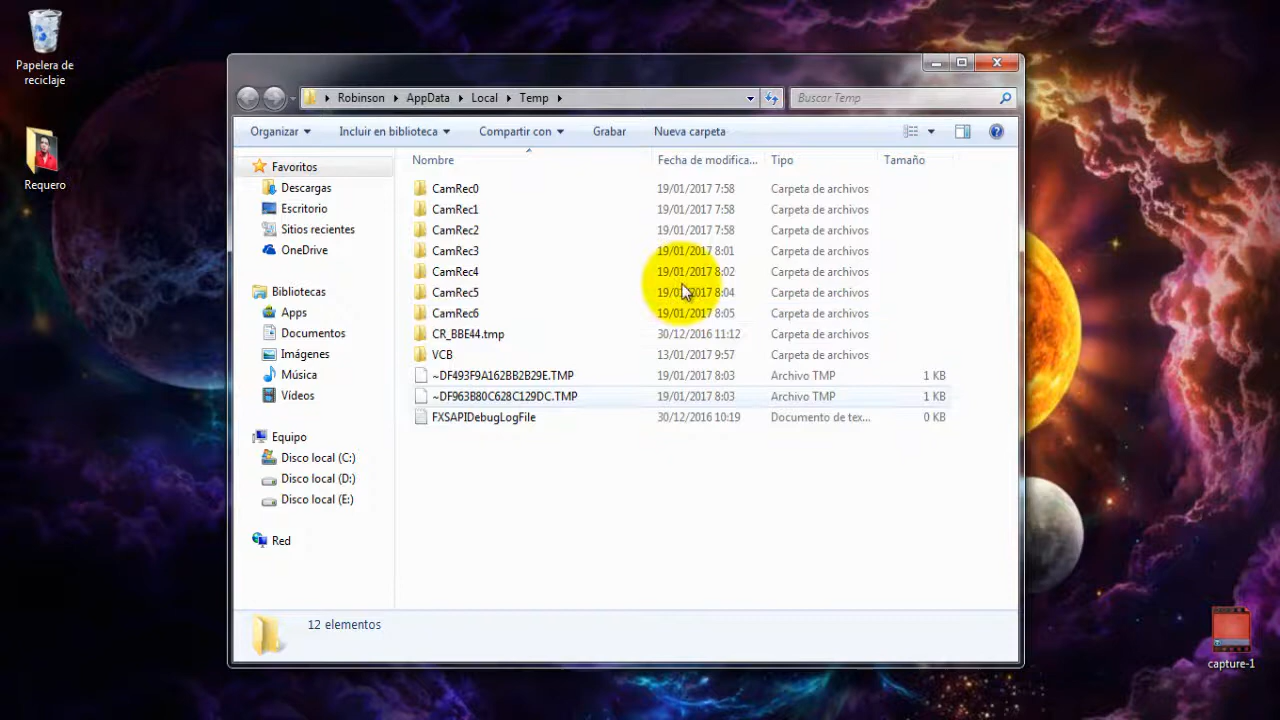 Papelera de
reciclaje
Requero
Robinson AppData Local Temp
Buscar Temp
Organizar Incluir en biblioteca Compartir con Grabar Nueva carpeta
Nombre Fecha de modifica... Tipo Tamaño
Favoritos
Descargas
Escritorio
Sitios recientes
OneDrive
Bibliotecas
Apps
Documentos
Imágenes
Música
Vídeos
Equipo
Disco local (C:)
Disco local (D:)
Disco local (E:)
Red
CamRec0 19/01/2017 7:58 Carpeta de archivos
CamRec1 19/01/2017 7:58 Carpeta de archivos
CamRec2 19/01/2017 7:58 Carpeta de archivos
CamRec3 19/01/2017 8:01 Carpeta de archivos
CamRec4 19/01/2017 8:02 Carpeta de archivos
CamRec5 19/01/2017 8:04 Carpeta de archivos
CamRec6 19/01/2017 8:05 Carpeta de archivos
CR_BBE44.tmp 30/12/2016 11:12 Carpeta de archivos
VCB 13/01/2017 9:57 Carpeta de archivos
~DF493F9A162BB2B29E.TMP 19/01/2017 8:03 Archivo TMP 1 KB
~DF963B80C628C129DC.TMP 19/01/2017 8:03 Archivo TMP 1 KB
FXSAPIDebugLogFile 30/12/2016 10:19 Documento de tex... 0 KB
12 elementos
capture-1